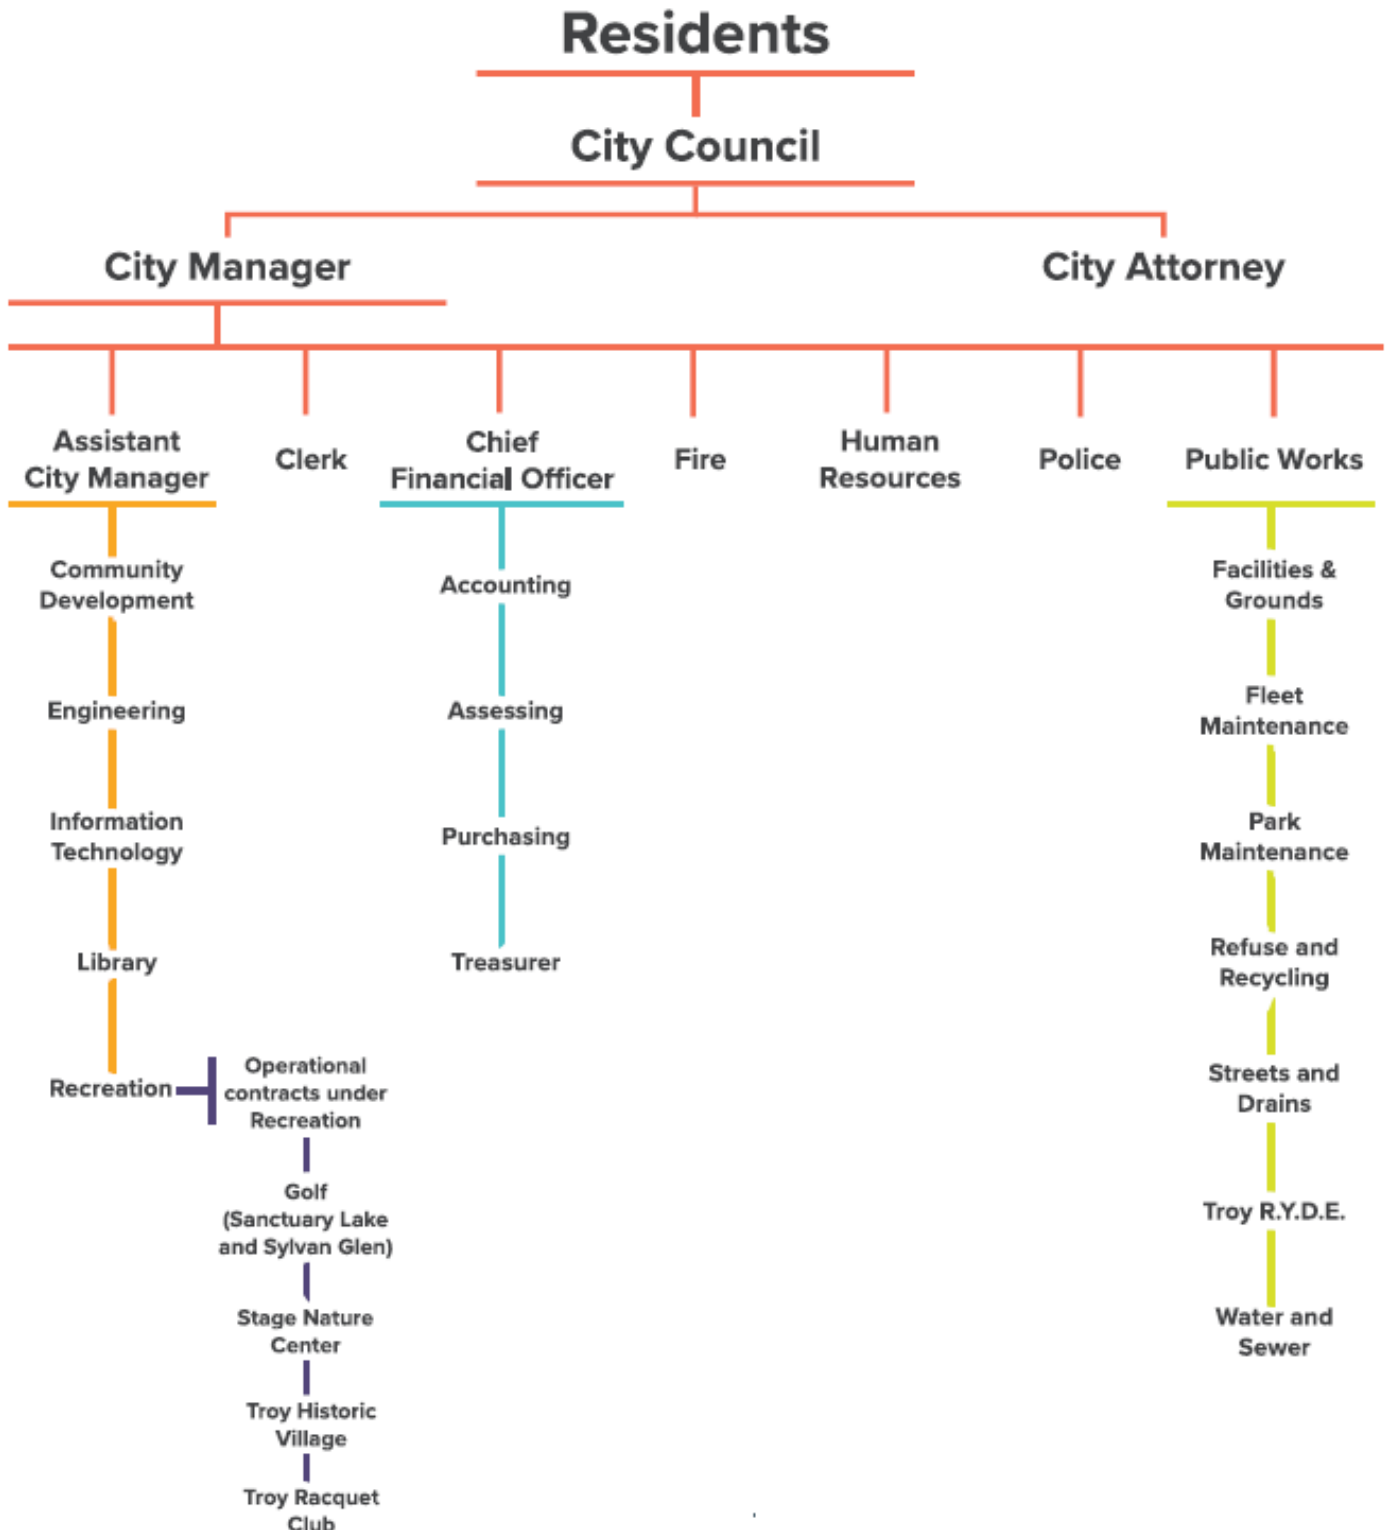 Residents
City Council
City Manager
City Attorney
Assistant
City Manager
Clerk
Chief
Financial Officer
Fire
Human
Resources
Police
Public Works
Community
Development
Engineering
Information
Technology
Library
Recreation
Operational
contracts under
Recreation
Golf
(Sanctuary Lake
and Sylvan Glen)
Stage Nature
Center
Troy Historic
Village
Troy Racquet
Club
Accounting
Assessing
Purchasing
Treasurer
Facilities &
Grounds
Fleet
Maintenance
Park
Maintenance
Refuse and
Recycling
Streets and
Drains
Troy R.Y.D.E.
Water and
Sewer